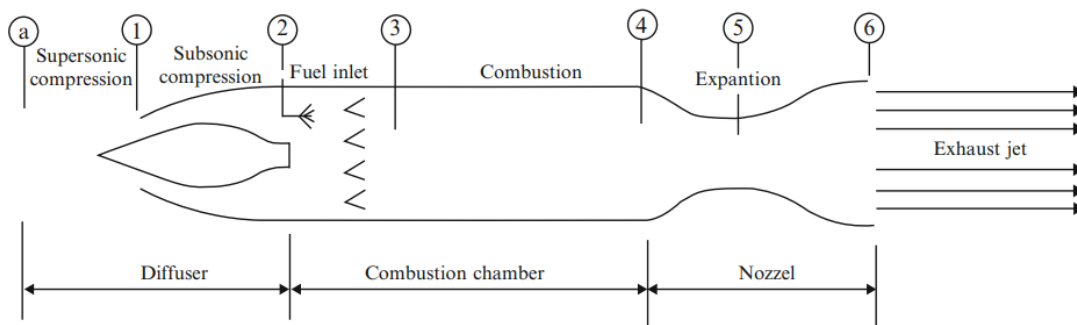 a
1
2
3
4
5
6
Supersonic
compression
Subsonic
compression
Fuel inlet
Combustion
Expantion
Exhaust jet
Diffuser
Combustion chamber
Nozzel